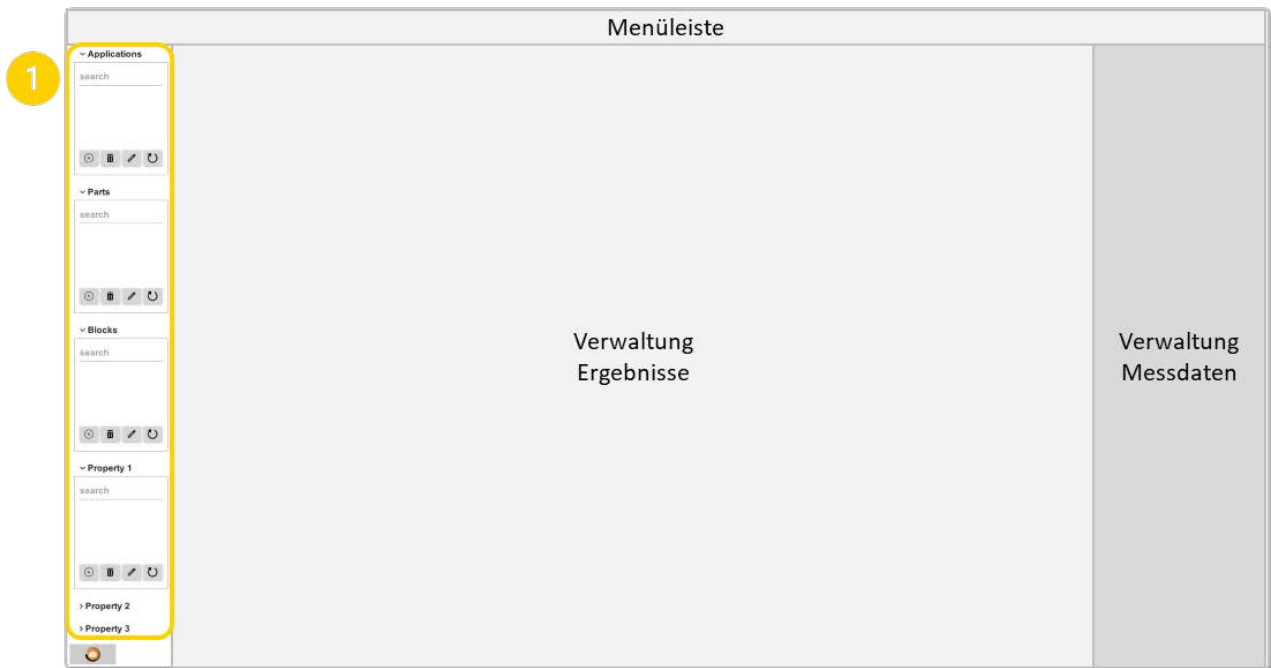 Menüleiste
1
Applications
search
Parts
search
Blocks
search
Property 1
search
Property 2
Property 3
Verwaltung
Ergebnisse
Verwaltung
Messdaten